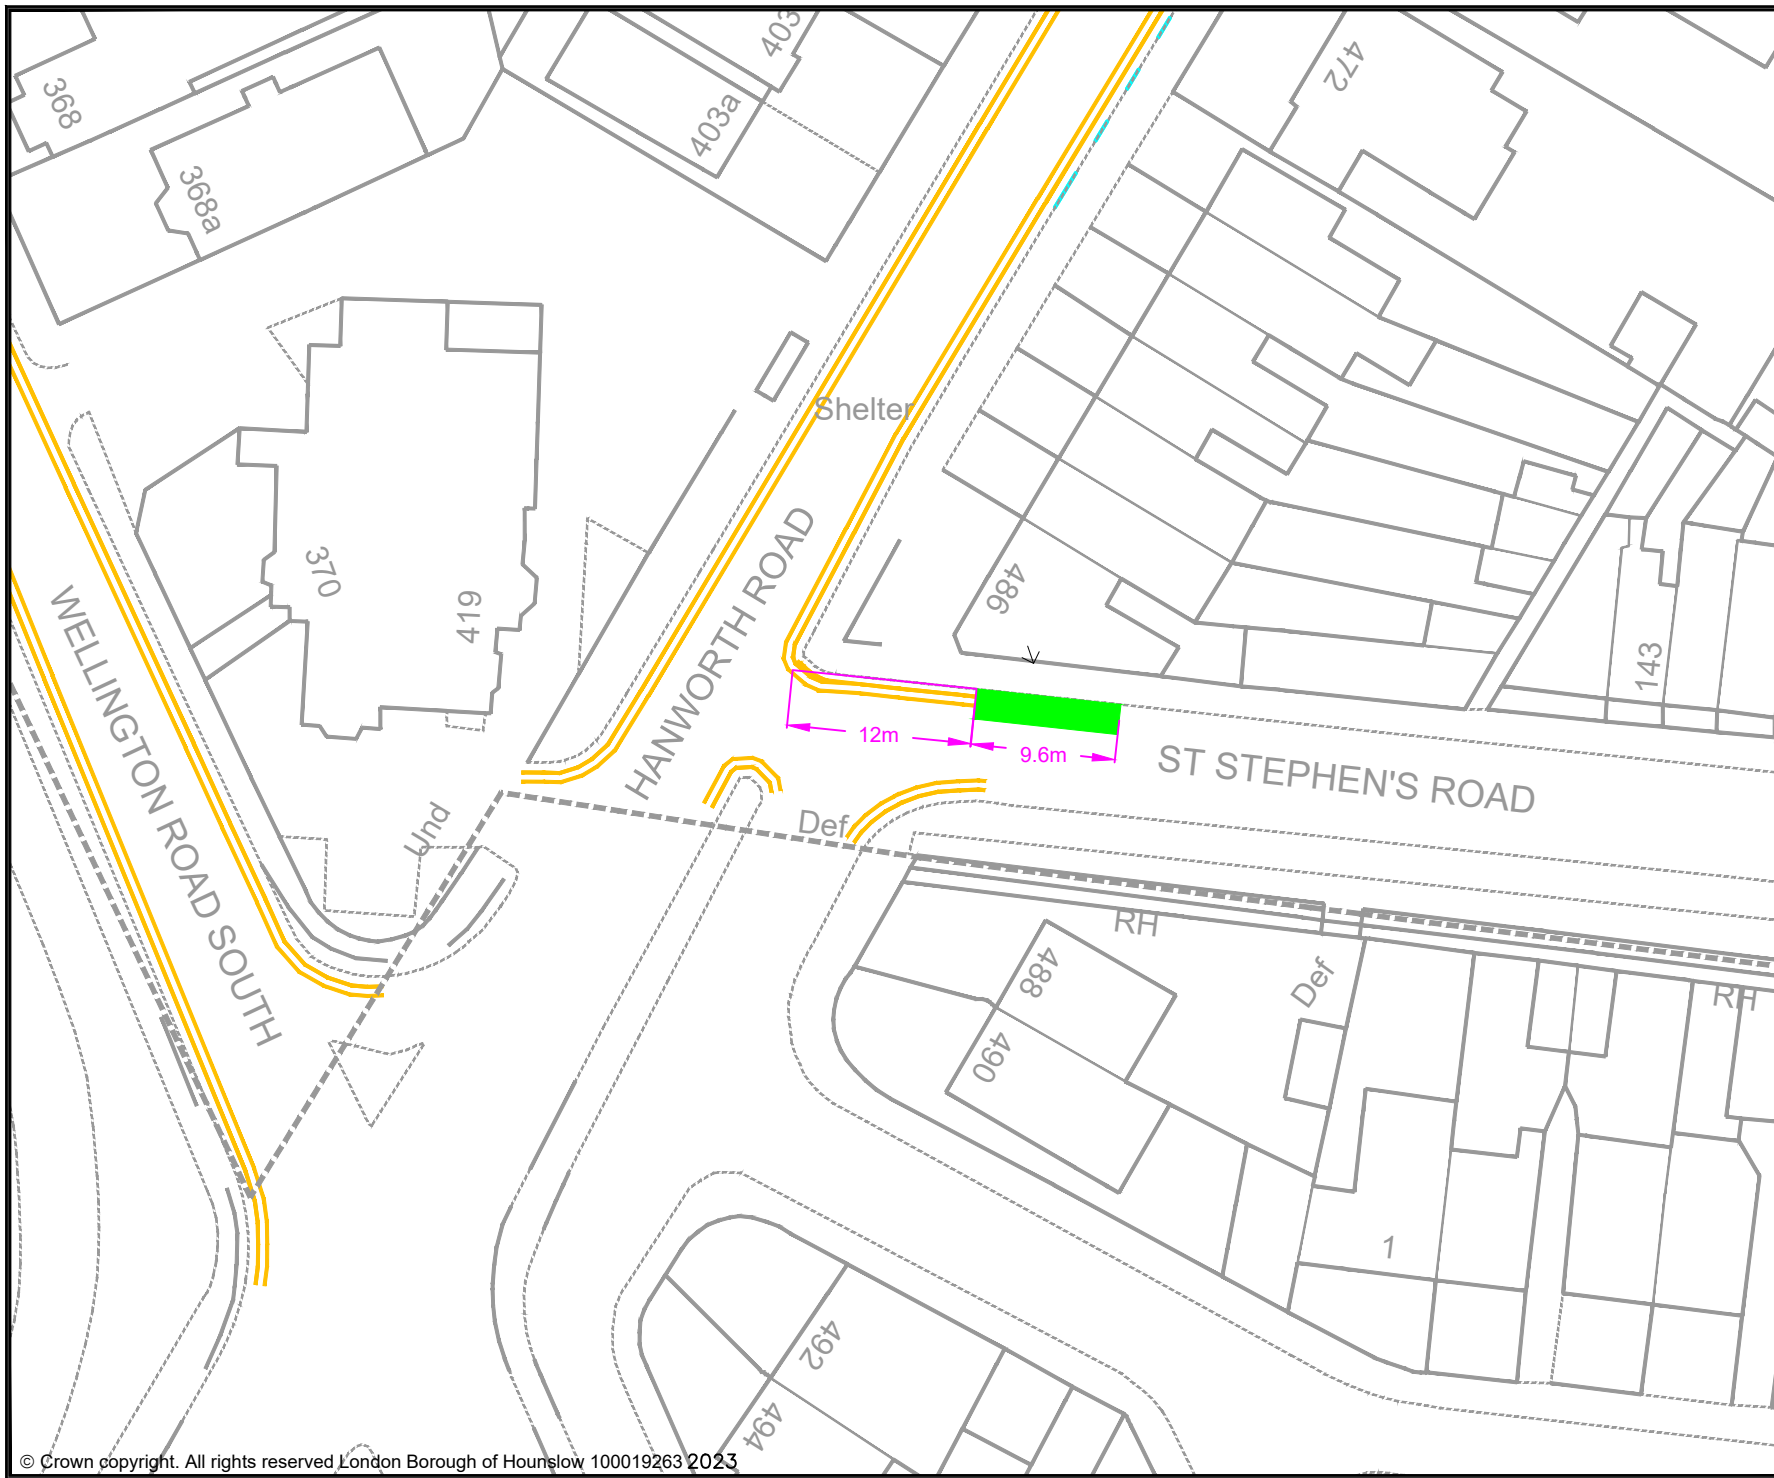 403
472
368
403a
368a
Shelter
HANWORTH ROAD
370
419
486
143
WELLINGTON ROAD SOUTH
12m
9.6m
ST STEPHEN'S ROAD
Und
Def
RH
488
Def
RH
490
1
492
494
© Crown copyright. All rights reserved London Borough of Hounslow 100019263 2023